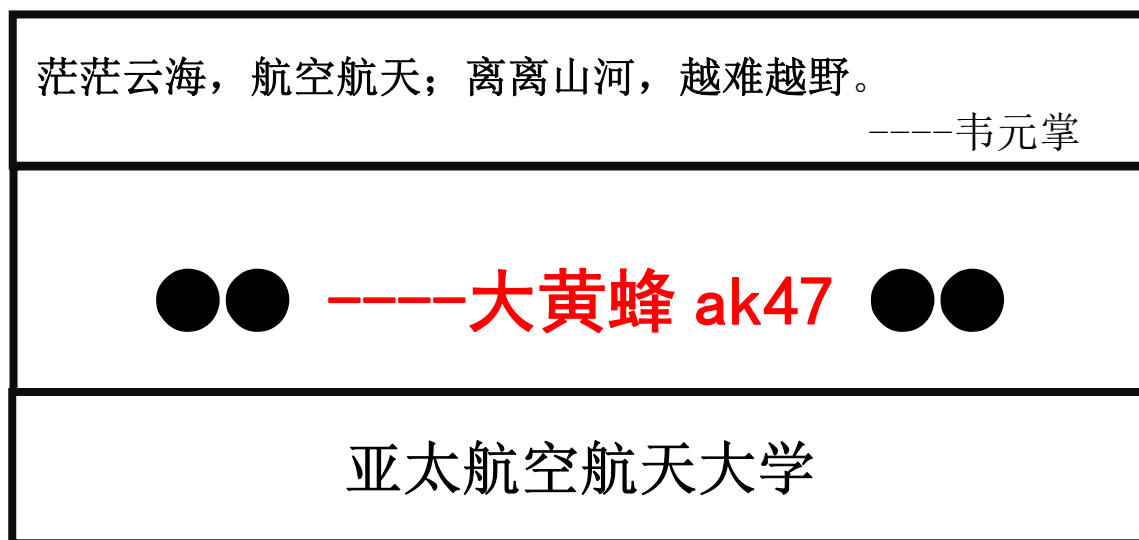 茫茫云海，航空航天；离离山河，越难越野。
----韦元掌
●● ----大黄蜂 ak47 ●●
亚太航空航天大学